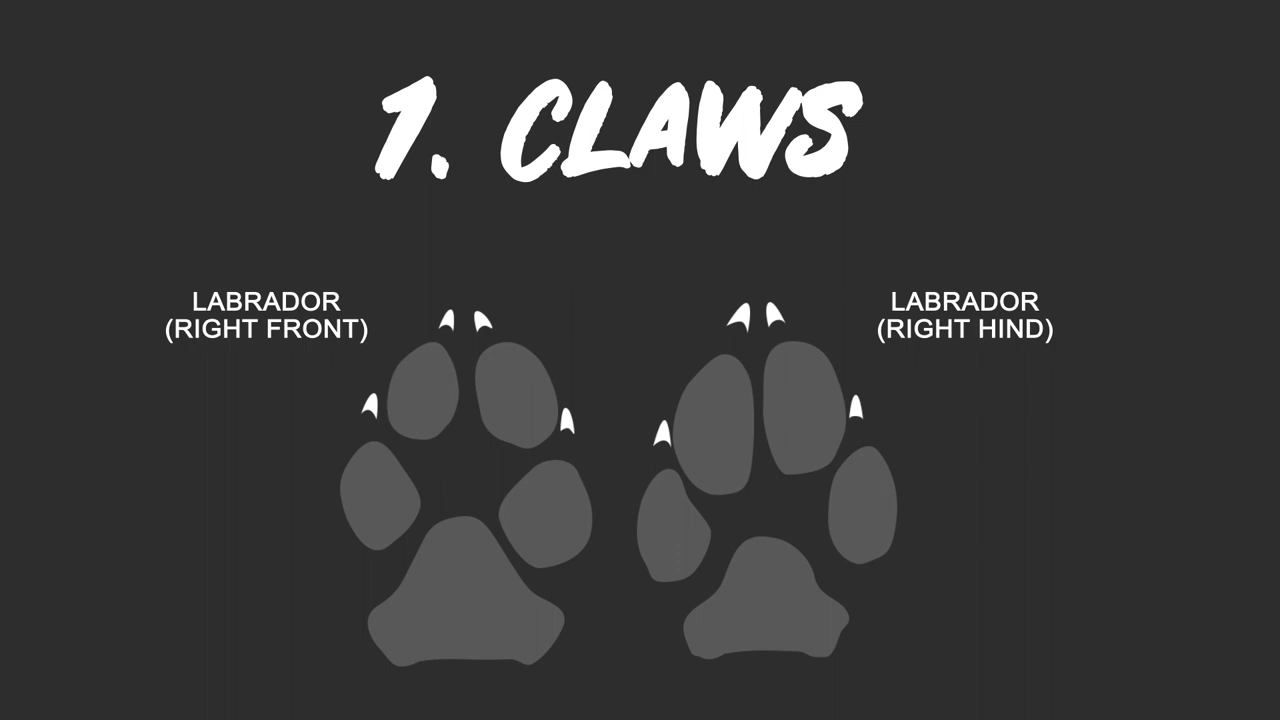 1. CLAWS
LABRADOR
(RIGHT FRONT)
LABRADOR
(RIGHT HIND)